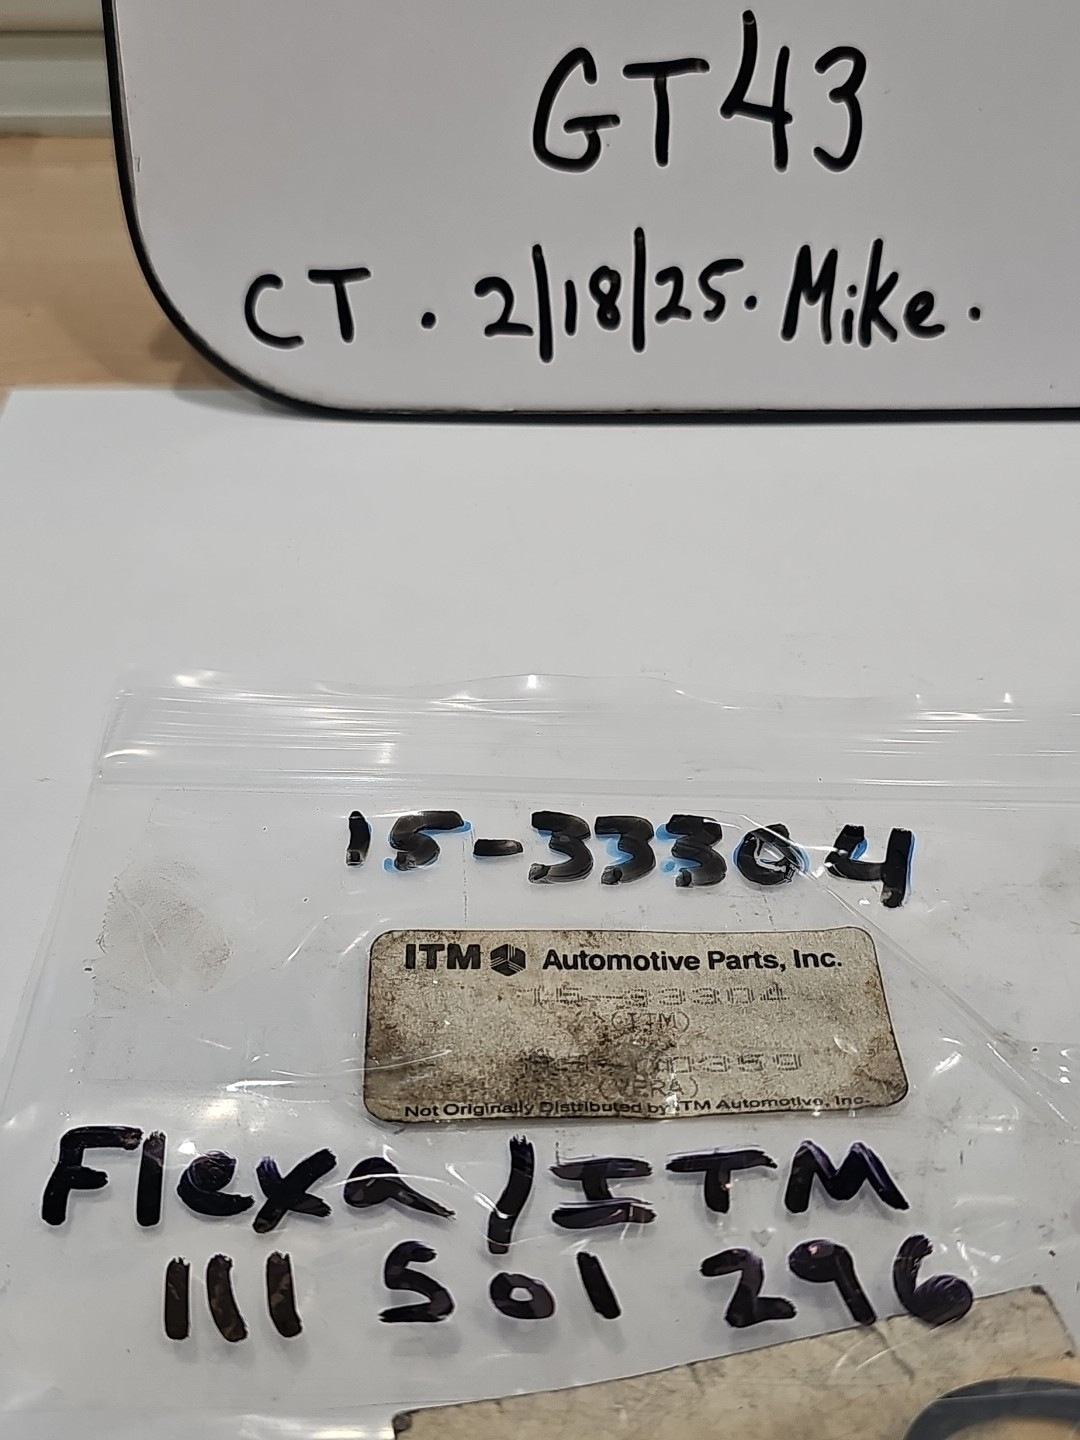 GT43
CT . 2/18/25. Mike.
15-33304
ITM Automotive Parts, Inc.
15-33304
(ITM)
Not Originally Distributed by ITM Automotive, Inc.
Flexa/ITM
111 501 296